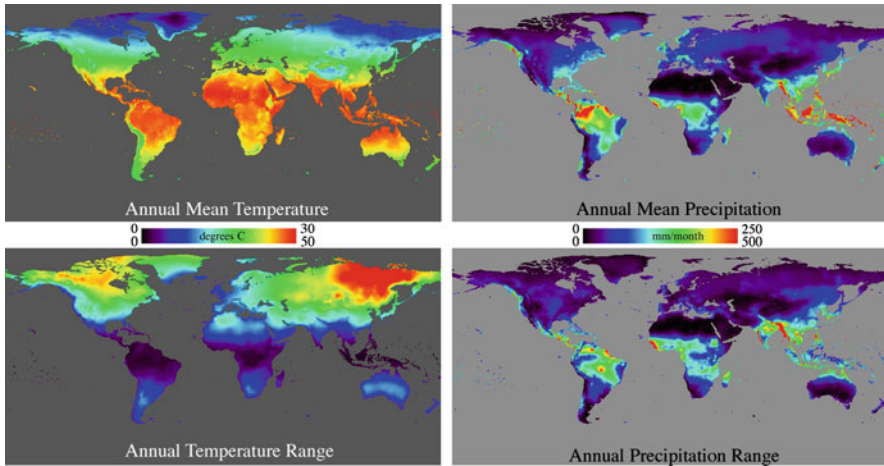 Annual Mean Temperature
Annual Mean Precipitation
0 degrees C 30
0 50
0 mm/month 250
0 500
Annual Temperature Range
Annual Precipitation Range